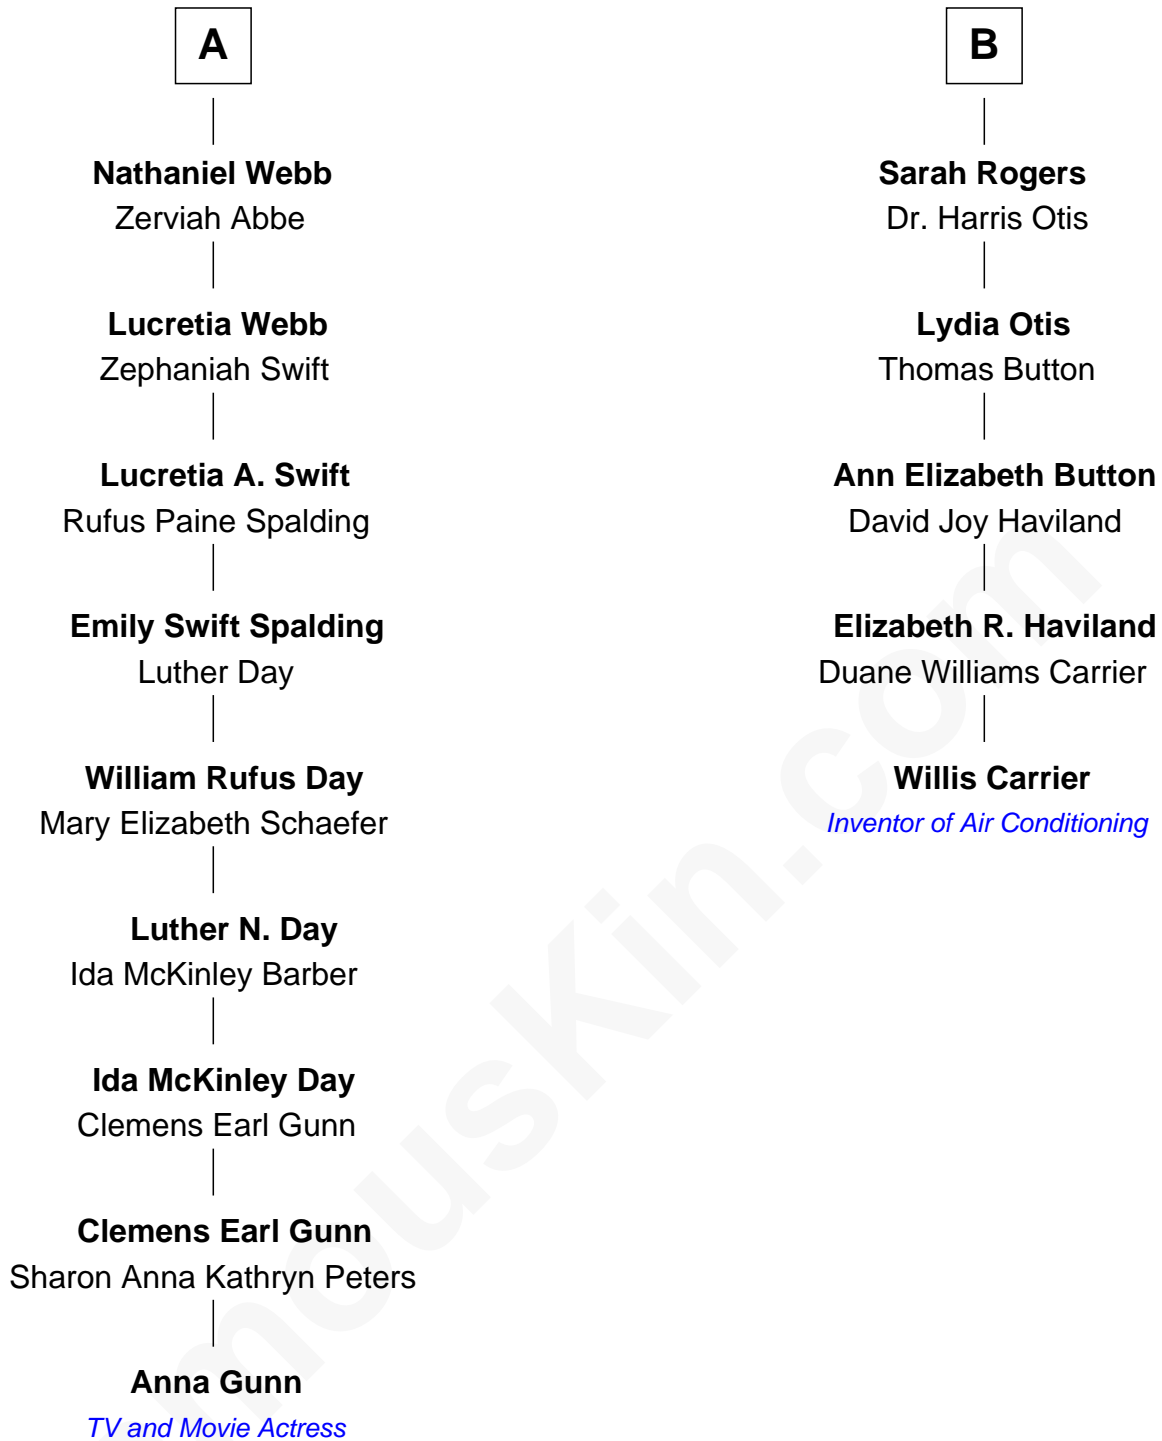 A
Nathaniel Webb
Zerviah Abbe
Lucretia Webb
Zephaniah Swift
Lucretia A. Swift
Rufus Paine Spalding
Emily Swift Spalding
Luther Day
William Rufus Day
Mary Elizabeth Schaefer
Luther N. Day
Ida McKinley Barber
Ida McKinley Day
Clemens Earl Gunn
Clemens Earl Gunn
Sharon Anna Kathryn Peters
Anna Gunn
TV and Movie Actress
B
Sarah Rogers
Dr. Harris Otis
Lydia Otis
Thomas Button
Ann Elizabeth Button
David Joy Haviland
Elizabeth R. Haviland
Duane Williams Carrier
Willis Carrier
Inventor of Air Conditioning
mousKin.com